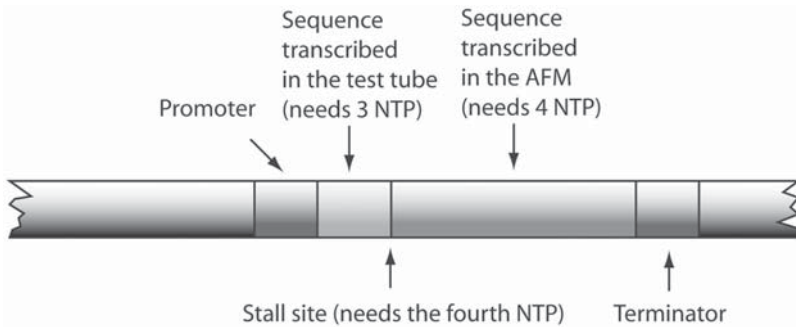 Sequence
transcribed
in the test tube
(needs 3 NTP)
Sequence
transcribed
in the AFM
(needs 4 NTP)
Promoter
Stall site (needs the fourth NTP)
Terminator